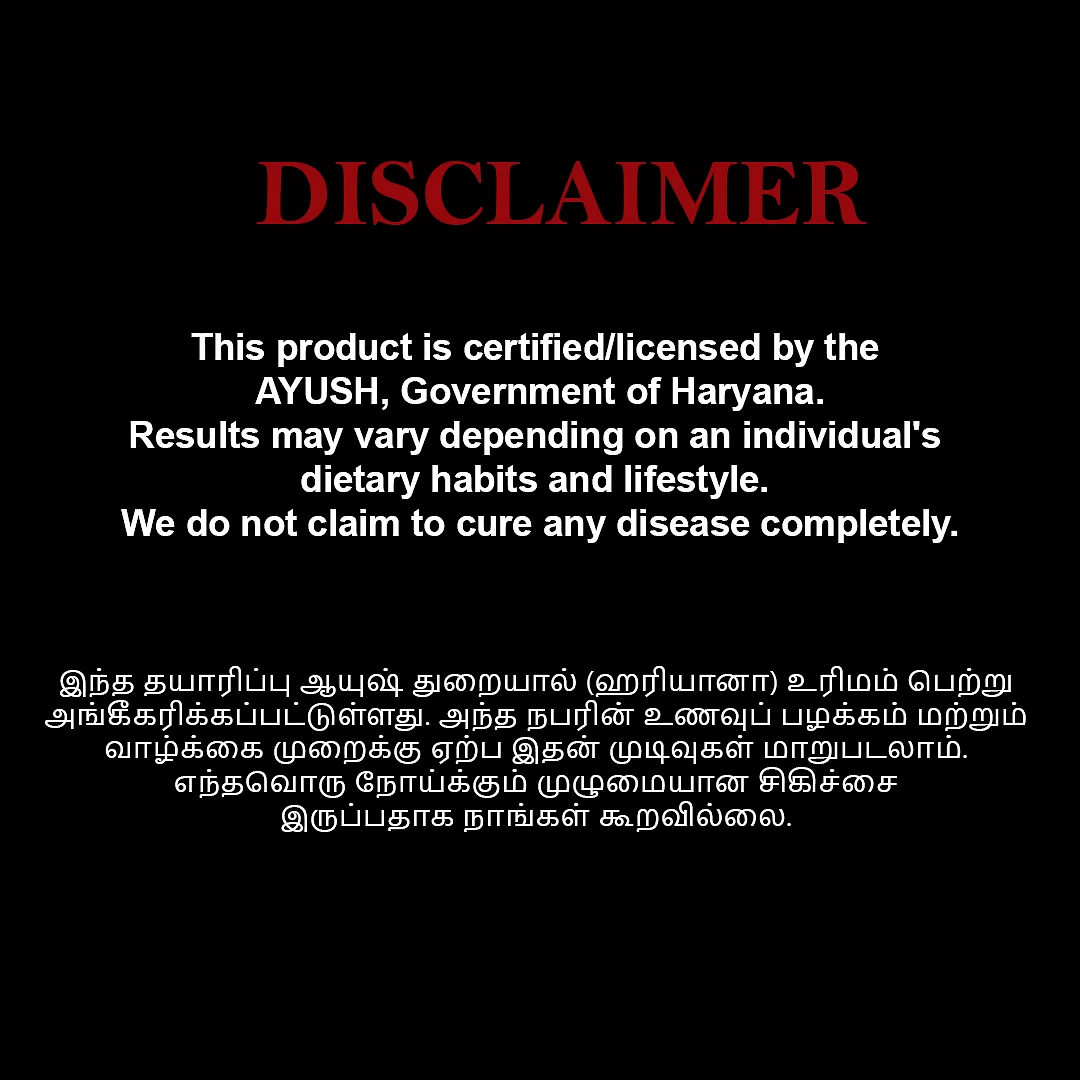 DISCLAIMER
This product is certified/licensed by the
AYUSH, Government of Haryana.
Results may vary depending on an individual's
dietary habits and lifestyle.
We do not claim to cure any disease completely.
இந்த தயாரிப்பு ஆயுஷ் துறையால் (ஹரியானா) உரிமம் பெற்று
அங்கீகரிக்கப்பட்டுள்ளது. அந்த நபரின் உணவுப் பழக்கம் மற்றும்
வாழ்க்கை முறைக்கு ஏற்ப இதன் முடிவுகள் மாறுபடலாம்.
எந்தவொரு நோய்க்கும் முழுமையான சிகிச்சை
இருப்பதாக நாங்கள் கூறவில்லை.